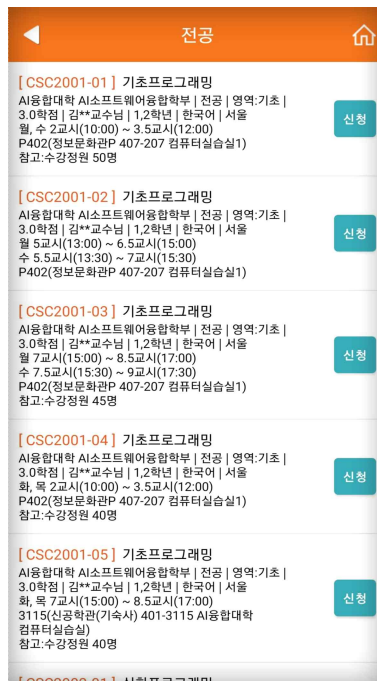 전공
[ CSC2001-01 ] 기초프로그래밍
AI융합대학 AI소프트웨어융합학부 | 전공 | 영역:기초 |
3.0학점 | 김**교수님 | 1,2학년 | 한국어 | 서울
월, 수 2교시(10:00) ~ 3.5교시(12:00)
P402(정보문화관P 407-207 컴퓨터실습실1)
참고:수강정원 50명
신청
[ CSC2001-02 ] 기초프로그래밍
AI융합대학 AI소프트웨어융합학부 | 전공 | 영역:기초 |
3.0학점 | 김**교수님 | 1,2학년 | 한국어 | 서울
월 5교시(13:00) ~ 6.5교시(15:00)
수 5.5교시(13:30) ~ 7교시(15:30)
P402(정보문화관P 407-207 컴퓨터실습실1)
신청
[ CSC2001-03 ] 기초프로그래밍
AI융합대학 AI소프트웨어융합학부 | 전공 | 영역:기초 |
3.0학점 | 김**교수님 | 1,2학년 | 한국어 | 서울
월 7교시(15:00) ~ 8.5교시(17:00)
수 7.5교시(15:30) ~ 9교시(17:30)
P402(정보문화관P 407-207 컴퓨터실습실1)
참고:수강정원 45명
신청
[ CSC2001-04 ] 기초프로그래밍
AI융합대학 AI소프트웨어융합학부 | 전공 | 영역:기초 |
3.0학점 | 김**교수님 | 1,2학년 | 한국어 | 서울
화, 목 2교시(10:00) ~ 3.5교시(12:00)
P402(정보문화관P 407-207 컴퓨터실습실1)
참고:수강정원 40명
신청
[ CSC2001-05 ] 기초프로그래밍
AI융합대학 AI소프트웨어융합학부 | 전공 | 영역:기초 |
3.0학점 | 김**교수님 | 1,2학년 | 한국어 | 서울
화, 목 7교시(15:00) ~ 8.5교시(17:00)
3115(신공학관(기숙사) 401-3115 AI융합대학
컴퓨터실습실)
참고:수강정원 40명
신청